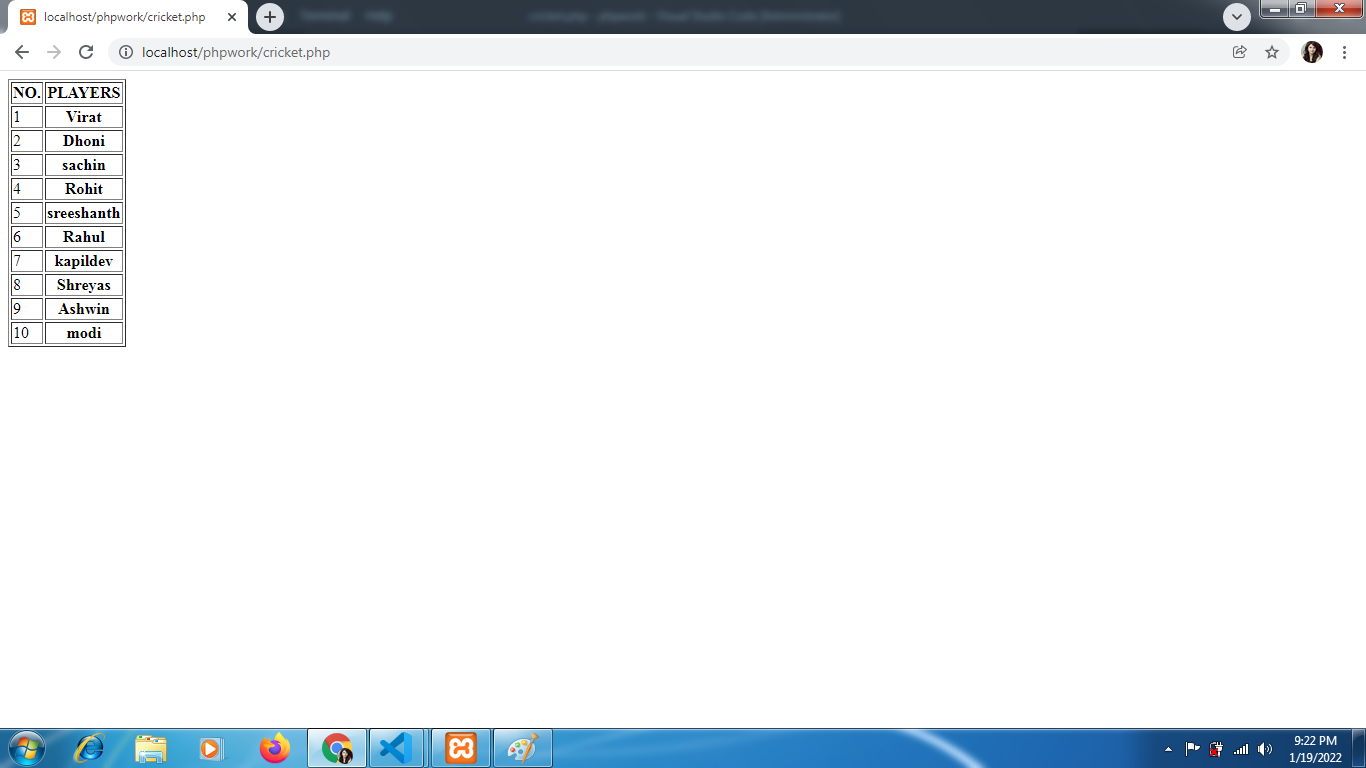 localhost/phpwork/cricket.php
localhost/phpwork/cricket.php
NO. PLAYERS
1 Virat
2 Dhoni
3 sachin
4 Rohit
5 sreeshanth
6 Rahul
7 kapildev
8 Shreyas
9 Ashwin
10 modi
9:22 PM
1/19/2022